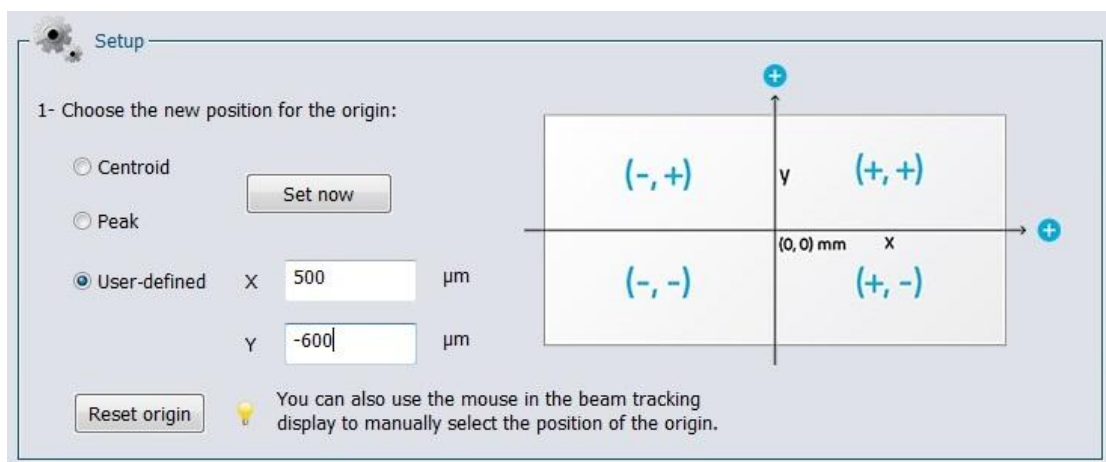 Setup
1- Choose the new position for the origin:
Centroid
Set now
Peak
User-defined X 500 µm
Y -600 µm
Reset origin
You can also use the mouse in the beam tracking
display to manually select the position of the origin.
+
(-, +) y (+, +)
(0, 0) mm x +
(-, -) (+, -)